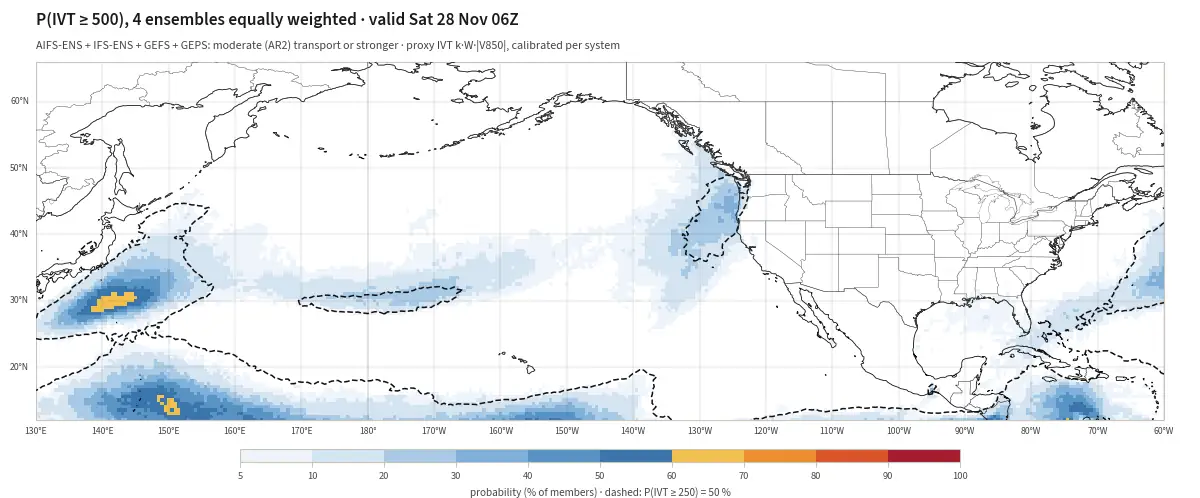 P(IVT ≥ 500), 4 ensembles equally weighted · valid Sat 28 Nov 06Z
AIFS-ENS + IFS-ENS + GEFS + GEPS: moderate (AR2) transport or stronger · proxy IVT k·W·|V850|, calibrated per system
60°N
50°N
40°N
30°N
20°N
130°E 140°E 150°E 160°E 170°E 180° 170°W 160°W 150°W 140°W 130°W 120°W 110°W 100°W 90°W 80°W 70°W 60°W
5 10 20 30 40 50 60 70 80 90 100
probability (% of members) · dashed: P(IVT ≥ 250) = 50 %